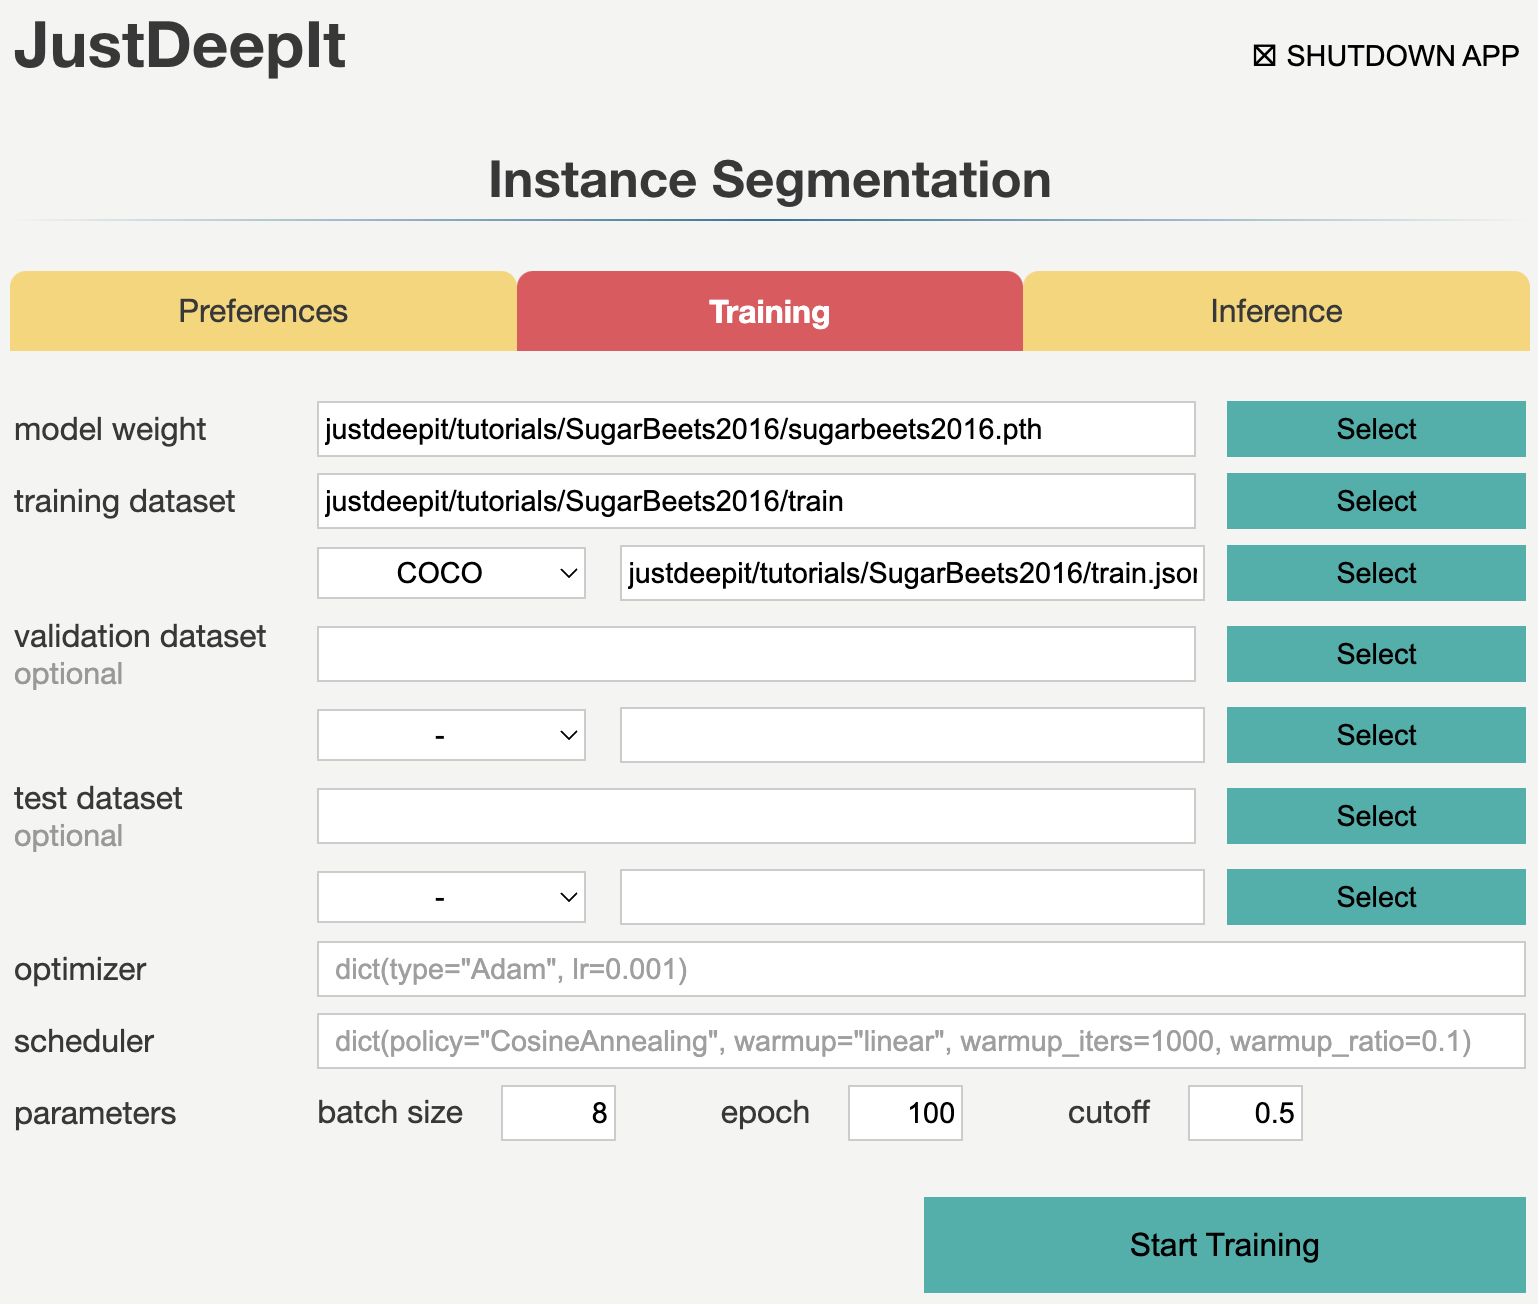 JustDeepIt
SHUTDOWN APP
Instance Segmentation
Preferences Training Inference
model weight justdeepit/tutorials/SugarBeets2016/sugarbeets2016.pth Select
training dataset justdeepit/tutorials/SugarBeets2016/train Select
COCO justdeepit/tutorials/SugarBeets2016/train.jsor Select
validation dataset
optional
Select
- Select
test dataset
optional
Select
- Select
optimizer dict(type="Adam", lr=0.001)
scheduler dict(policy="CosineAnnealing", warmup="linear", warmup_iters=1000, warmup_ratio=0.1)
parameters batch size 8 epoch 100 cutoff 0.5
Start Training